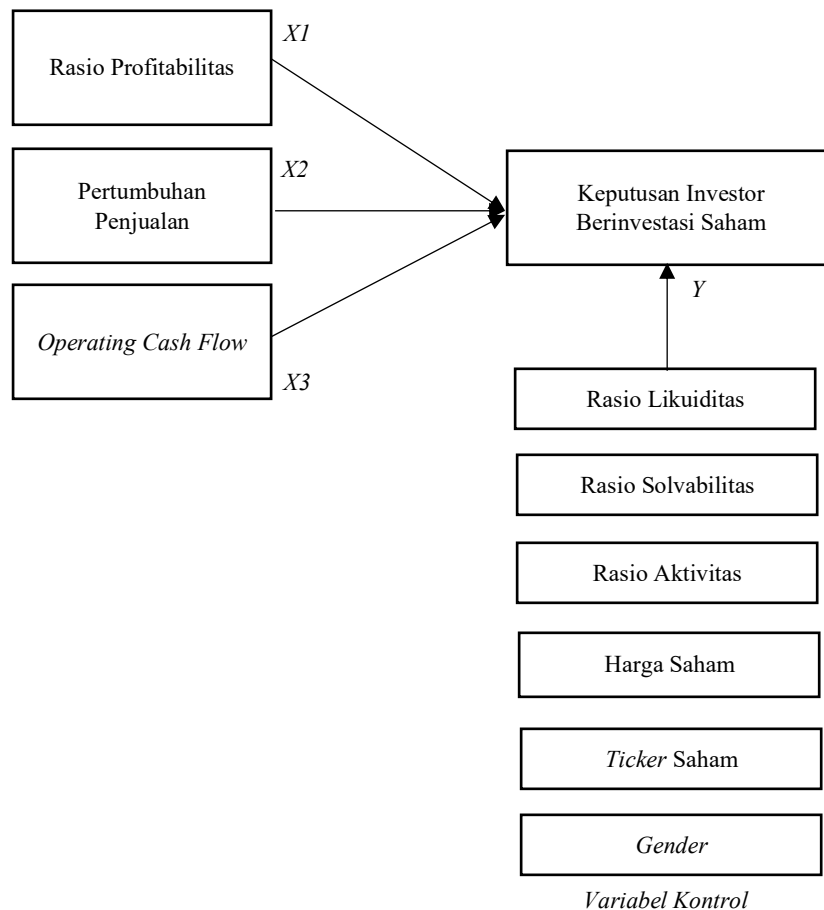 X1
Rasio Profitabilitas
X2
Pertumbuhan
Penjualan
Keputusan Investor
Berinvestasi Saham
Y
Operating Cash Flow
X3
Rasio Likuiditas
Rasio Solvabilitas
Rasio Aktivitas
Harga Saham
Ticker Saham
Gender
Variabel Kontrol